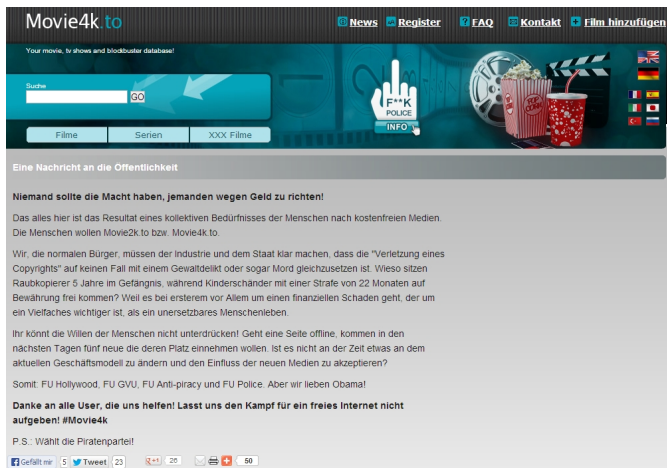 Movie4k.to
News Register FAQ Kontakt Film hinzufügen
Your movie, tv shows and blockbuster database!
Suche
GO
F**K
POLICE
INFO
Filme Serien XXX Filme
Eine Nachricht an die Öffentlichkeit
Niemand sollte die Macht haben, jemanden wegen Geld zu richten!
Das alles hier ist das Resultat eines kollektiven Bedürfnisses der Menschen nach kostenfreien Medien.
Die Menschen wollen Movie2k.to bzw. Movie4k.to.
Wir, die normalen Bürger, müssen der Industrie und dem Staat klar machen, dass die "Verletzung eines
Copyrights" auf keinen Fall mit einem Gewaltdelikt oder sogar Mord gleichzusetzen ist. Wieso sitzen
Raubkopierer 5 Jahre im Gefängnis, während Kinderschänder mit einer Strafe von 22 Monaten auf
Bewährung frei kommen? Weil es bei ersterem vor Allem um einen finanziellen Schaden geht, der um
ein Vielfaches wichtiger ist, als ein unersetzbares Menschenleben.
Ihr könnt die Willen der Menschen nicht unterdrücken! Geht eine Seite offline, kommen in den
nächsten Tagen fünf neue die deren Platz einnehmen wollen. Ist es nicht an der Zeit etwas an dem
aktuellen Geschäftsmodell zu ändern und den Einfluss der neuen Medien zu akzeptieren?
Somit: FU Hollywood, FU GVU, FU Anti-piracy und FU Police. Aber wir lieben Obama!
Danke an alle User, die uns helfen! Lasst uns den Kampf für ein freies Internet nicht
aufgeben! #Movie4k
P.S.: Wählt die Piratenpartei!
Gefällt mir 5 Tweet 23 +1 26 50